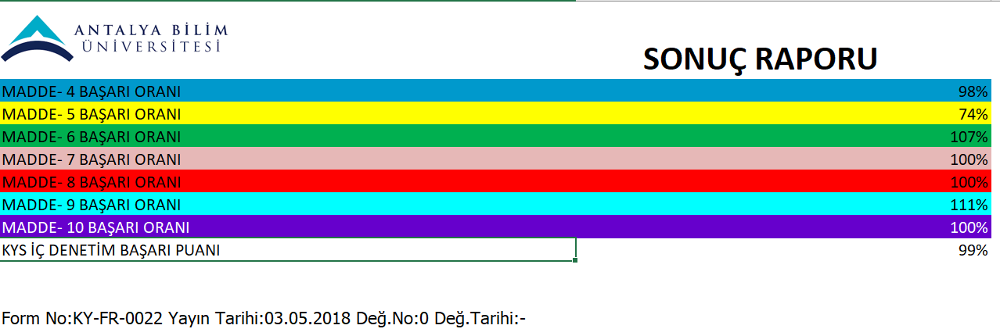 ANTALYA BİLİM
ÜNİVERSİTESİ
SONUÇ RAPORU
MADDE- 4 BAŞARI ORANI 98%
MADDE- 5 BAŞARI ORANI 74%
MADDE- 6 BAŞARI ORANI 107%
MADDE- 7 BAŞARI ORANI 100%
MADDE- 8 BAŞARI ORANI 100%
MADDE- 9 BAŞARI ORANI 111%
MADDE- 10 BAŞARI ORANI 100%
KYS İÇ DENETİM BAŞARI PUANI 99%
Form No:KY-FR-0022 Yayın Tarihi:03.05.2018 Değ.No:0 Değ.Tarihi:-